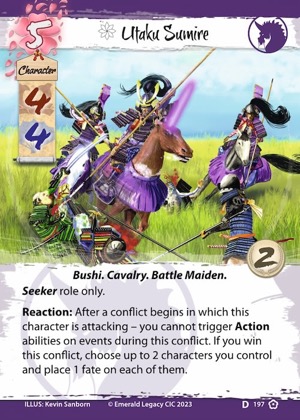 5
Utaku Sumire
Character
4
4
2
Bushi. Cavalry. Battle Maiden.
Seeker role only.
Reaction: After a conflict begins in which this
character is attacking – you cannot trigger Action
abilities on events during this conflict. If you win
this conflict, choose up to 2 characters you control
and place 1 fate on each of them.
ILLUS: Kevin Sanborn © Emerald Legacy CIC 2023 D 197